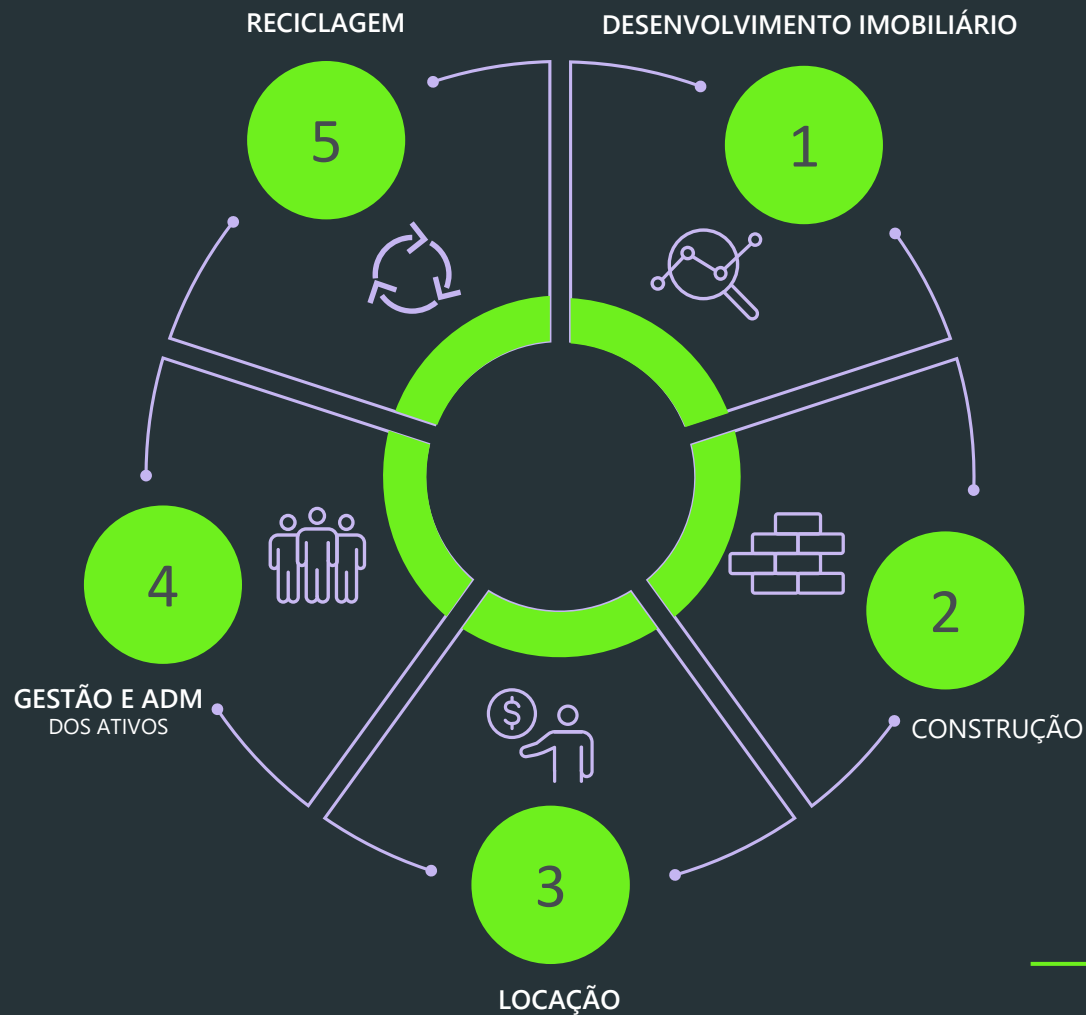 RECICLAGEM
DESENVOLVIMENTO IMOBILIÁRIO
5
1
4
2
GESTÃO E ADM
DOS ATIVOS
CONSTRUÇÃO
$
3
LOCAÇÃO